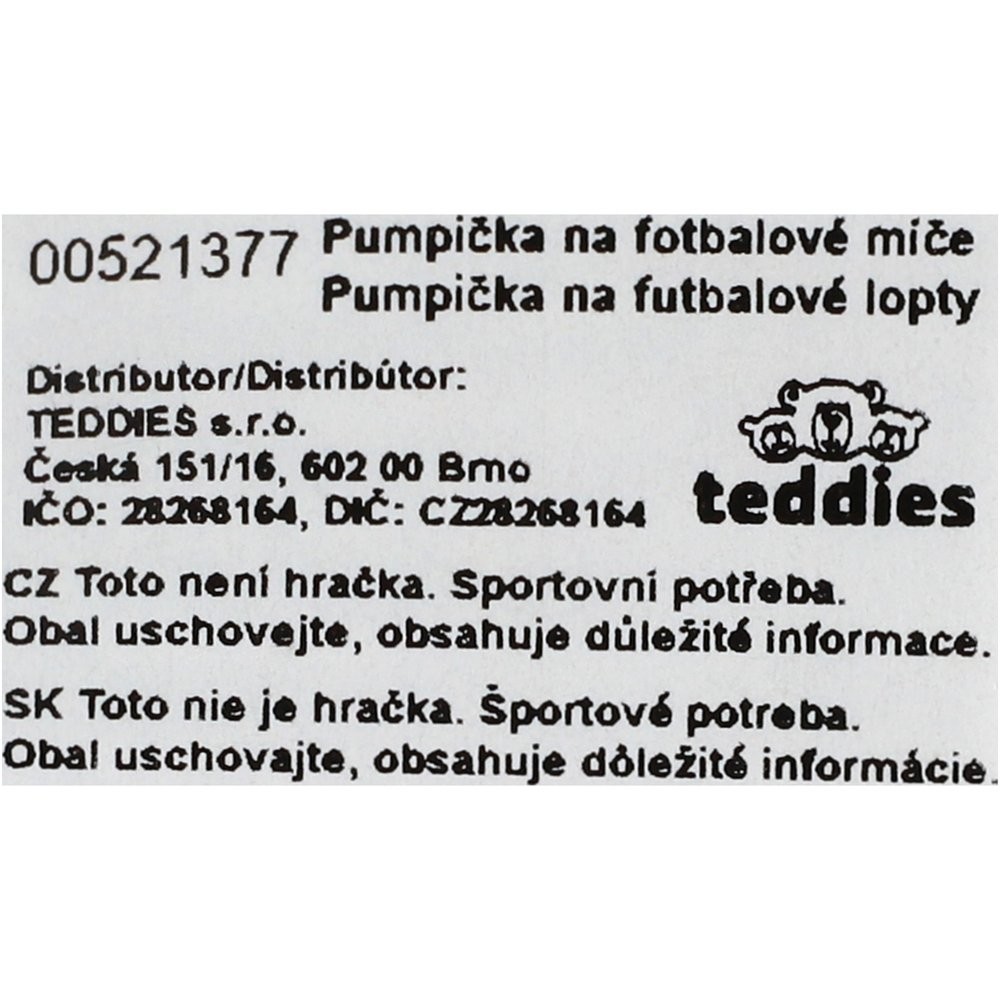 00521377 Pumpička na fotbalové míče
Pumpička na futbalové lopty
Distributor/Distribútor:
TEDDIES s.r.o.
Česká 151/16, 602 00 Brno
IČO: 28268164, DIČ: CZ28268164
teddies
CZ Toto není hračka. Sportovní potřeba.
Obal uschovejte, obsahuje důležité informace.
SK Toto nie je hračka. Športové potreba.
Obal uschovajte, obsahuje dôležité informácie.